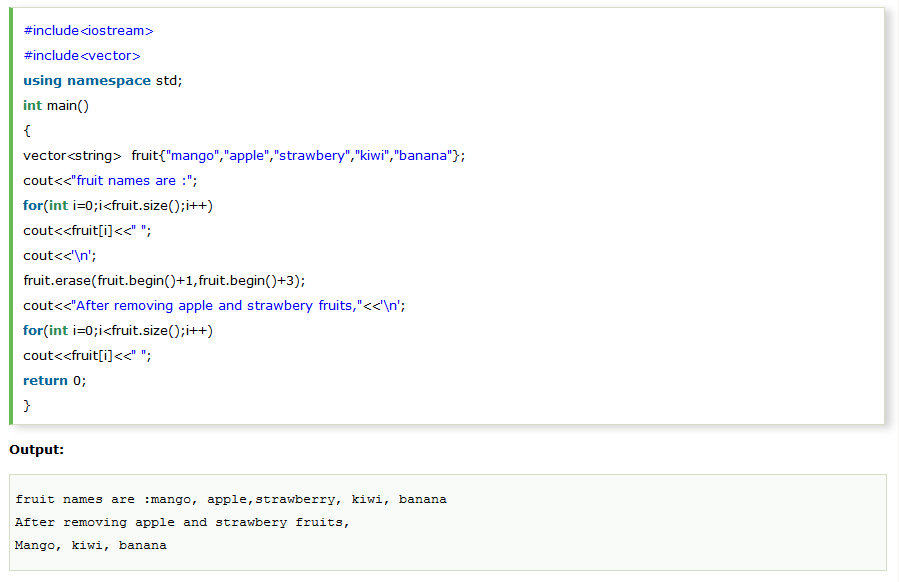 #include<iostream>
#include<vector>
using namespace std;
int main()
{
vector<string>  fruit{"mango","apple","strawbery","kiwi","banana"};
cout<<"fruit names are :";
for(int i=0;i<fruit.size();i++)
cout<<fruit[i]<<" ";
cout<<'\n';
fruit.erase(fruit.begin()+1,fruit.begin()+3);
cout<<"After removing apple and strawbery fruits,"<<'\n';
for(int i=0;i<fruit.size();i++)
cout<<fruit[i]<<" ";
return 0;
}
Output:
fruit names are :mango, apple,strawberry, kiwi, banana
After removing apple and strawbery fruits,
Mango, kiwi, banana